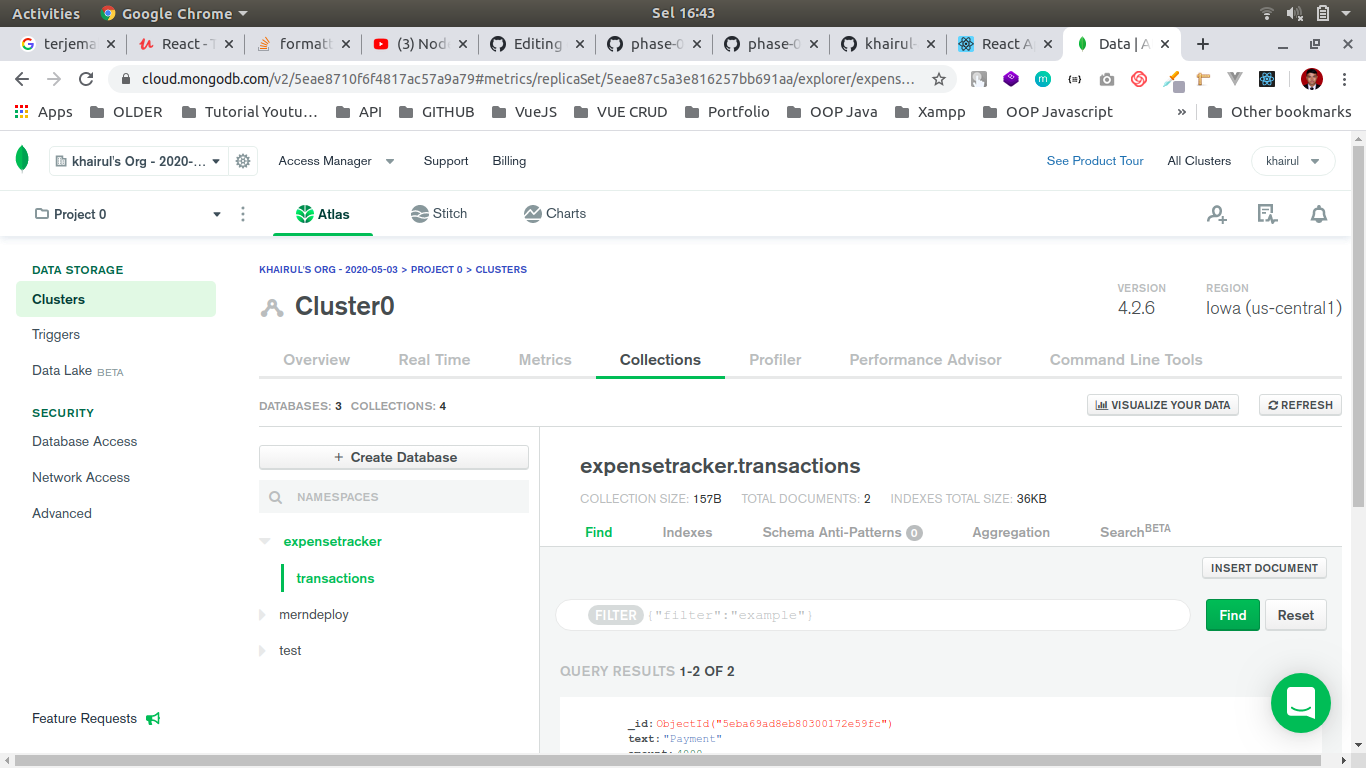 Activities Google Chrome Sel 16:43
terjema React - T formatt (3) Nod Editing phase-0 phase-0 khairul- React A Data | A
cloud.mongodb.com/v2/5eae8710f6f4817ac57a9a79#metrics/replicaSet/5eae87c5a3e816257bb691aa/explorer/expens...
Apps OLDER Tutorial Youtu... API GITHUB VueJS VUE CRUD Portfolio OOP Java Xampp OOP Javascript » Other bookmarks
khairul's Org - 2020-... Access Manager Support Billing See Product Tour All Clusters khairul
Project 0 Atlas Stitch Charts
DATA STORAGE
Clusters
Triggers
Data Lake BETA
SECURITY
Database Access
Network Access
Advanced
Feature Requests
KHAIRUL'S ORG - 2020-05-03 > PROJECT 0 > CLUSTERS
Cluster0
VERSION
4.2.6
REGION
Iowa (us-central1)
Overview Real Time Metrics Collections Profiler Performance Advisor Command Line Tools
DATABASES: 3 COLLECTIONS: 4 VISUALIZE YOUR DATA REFRESH
+ Create Database
NAMESPACES
expensetracker
transactions
merndeploy
test
expensetracker.transactions
COLLECTION SIZE: 157B TOTAL DOCUMENTS: 2 INDEXES TOTAL SIZE: 36KB
Find Indexes Schema Anti-Patterns 0 Aggregation Search BETA
INSERT DOCUMENT
FILTER {"filter":"example"} Find Reset
QUERY RESULTS 1-2 OF 2
_id: ObjectId("5eba69ad8eb80300172e59fc")
text: "Payment"